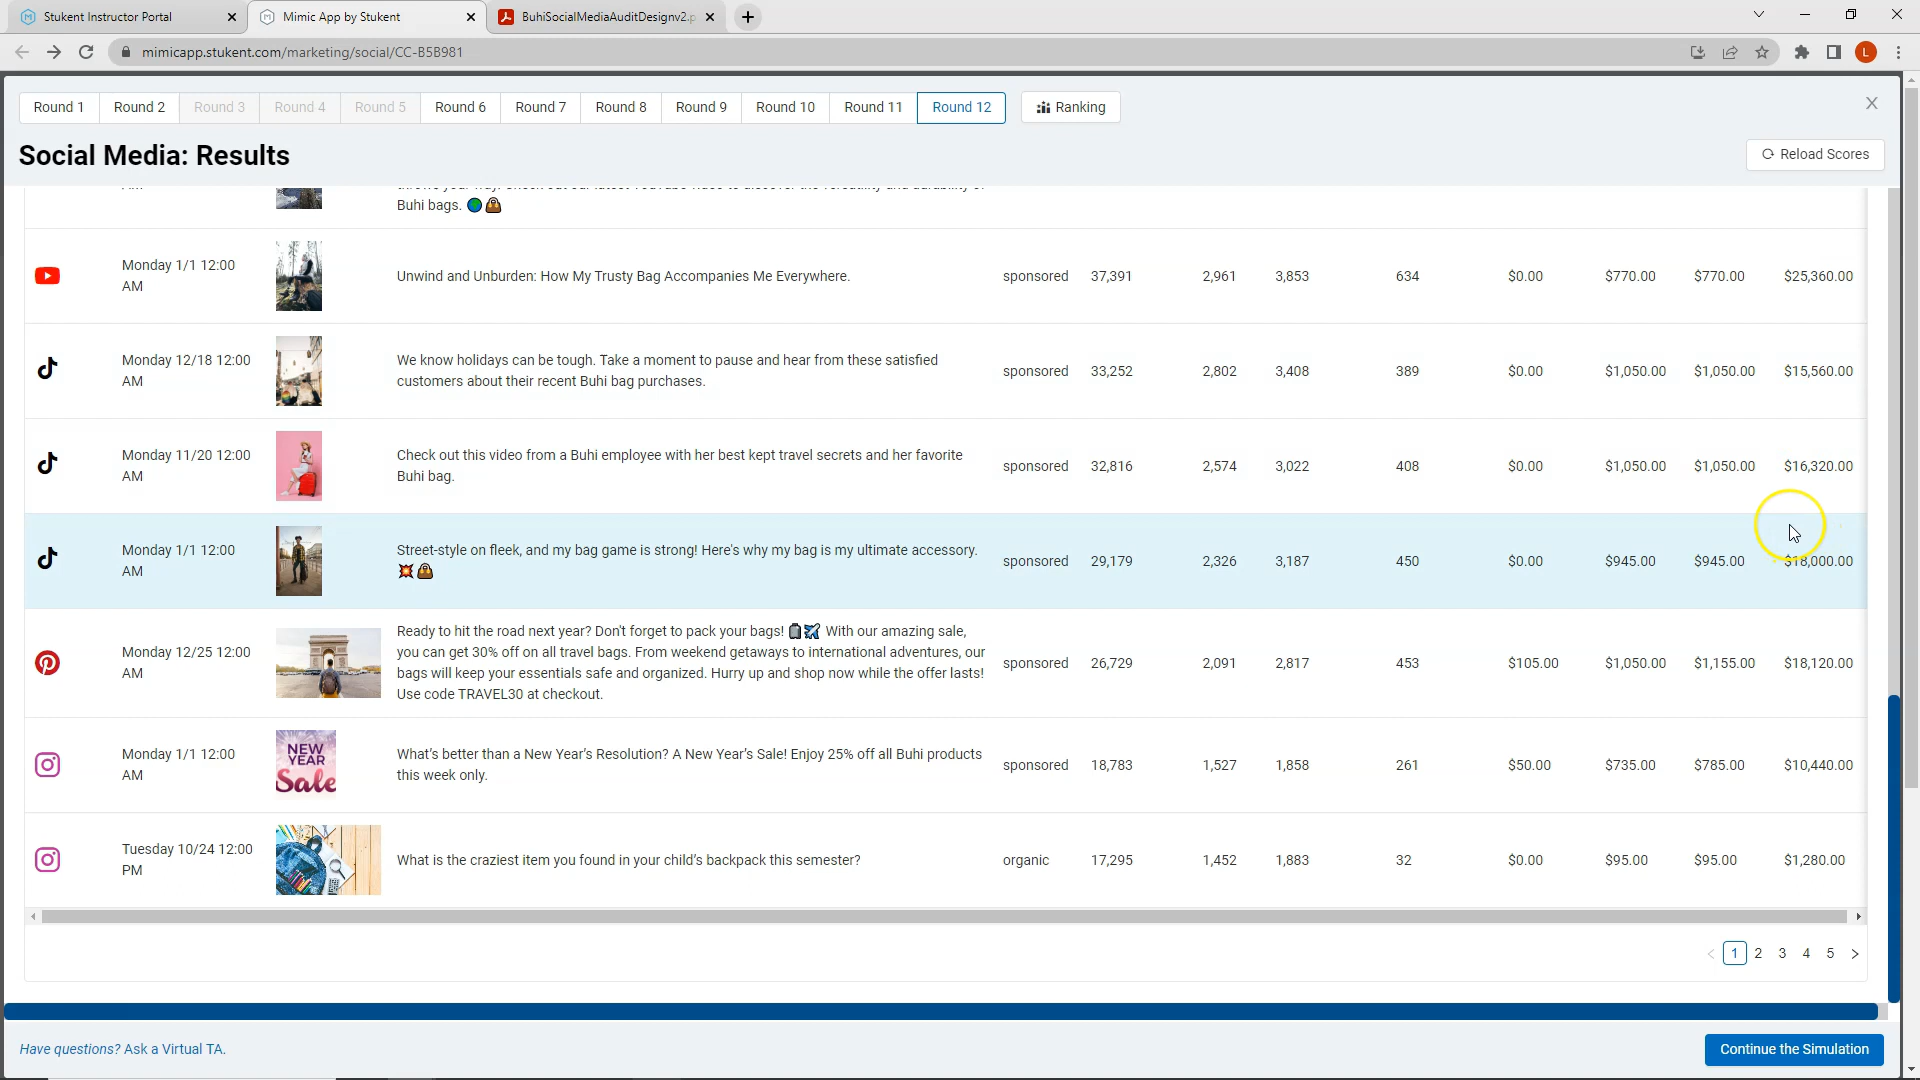 Stukent Instructor Portal
Mimic App by Stukent
BuhiSocialMediaAuditDesignv2.p
mimicapp.stukent.com/marketing/social/CC-B5B981
L
Round 1
Round 2
Round 3
Round 4
Round 5
Round 6
Round 7
Round 8
Round 9
Round 10
Round 11
Round 12
Ranking
Social Media: Results
Reload Scores
Buhi bags.
Monday 1/1 12:00
AM
Unwind and Unburden: How My Trusty Bag Accompanies Me Everywhere.
sponsored 37,391 2,961 3,853 634 $0.00 $770.00 $770.00 $25,360.00
Monday 12/18 12:00
AM
We know holidays can be tough. Take a moment to pause and hear from these satisfied
customers about their recent Buhi bag purchases.
sponsored 33,252 2,802 3,408 389 $0.00 $1,050.00 $1,050.00 $15,560.00
Monday 11/20 12:00
AM
Check out this video from a Buhi employee with her best kept travel secrets and her favorite
Buhi bag.
sponsored 32,816 2,574 3,022 408 $0.00 $1,050.00 $1,050.00 $16,320.00
Monday 1/1 12:00
AM
Street-style on fleek, and my bag game is strong! Here's why my bag is my ultimate accessory.
💥👜
sponsored 29,179 2,326 3,187 450 $0.00 $945.00 $945.00 $18,000.00
Monday 12/25 12:00
AM
Ready to hit the road next year? Don't forget to pack your bags! 🧳✈️ With our amazing sale,
you can get 30% off on all travel bags. From weekend getaways to international adventures, our
bags will keep your essentials safe and organized. Hurry up and shop now while the offer lasts!
Use code TRAVEL30 at checkout.
sponsored 26,729 2,091 2,817 453 $105.00 $1,050.00 $1,155.00 $18,120.00
Monday 1/1 12:00
AM
NEW
YEAR
Sale
What's better than a New Year's Resolution? A New Year's Sale! Enjoy 25% off all Buhi products
this week only.
sponsored 18,783 1,527 1,858 261 $50.00 $735.00 $785.00 $10,440.00
Tuesday 10/24 12:00
PM
What is the craziest item you found in your child's backpack this semester?
organic 17,295 1,452 1,883 32 $0.00 $95.00 $95.00 $1,280.00
1 2 3 4 5
Have questions? Ask a Virtual TA.
Continue the Simulation